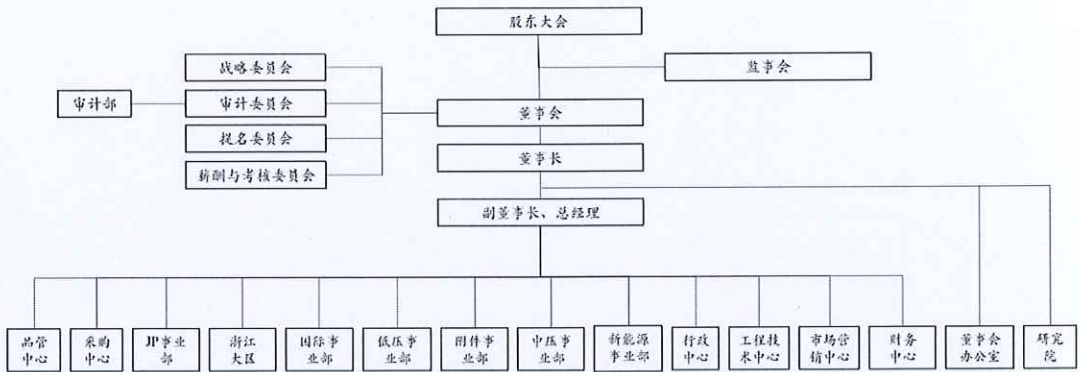 股东大会
战略委员会
监事会
审计部
审计委员会
董事会
提名委员会
董事长
薪酬与考核委员会
副董事长、总经理
品管
中心
采购
中心
JP事业
部
浙江
大区
国际事
业部
低压事
业部
附件事
业部
中压事
业部
新能源
事业部
行政
中心
工程技
术中心
市场营
销中心
财务
中心
董事会
办公室
研究
院